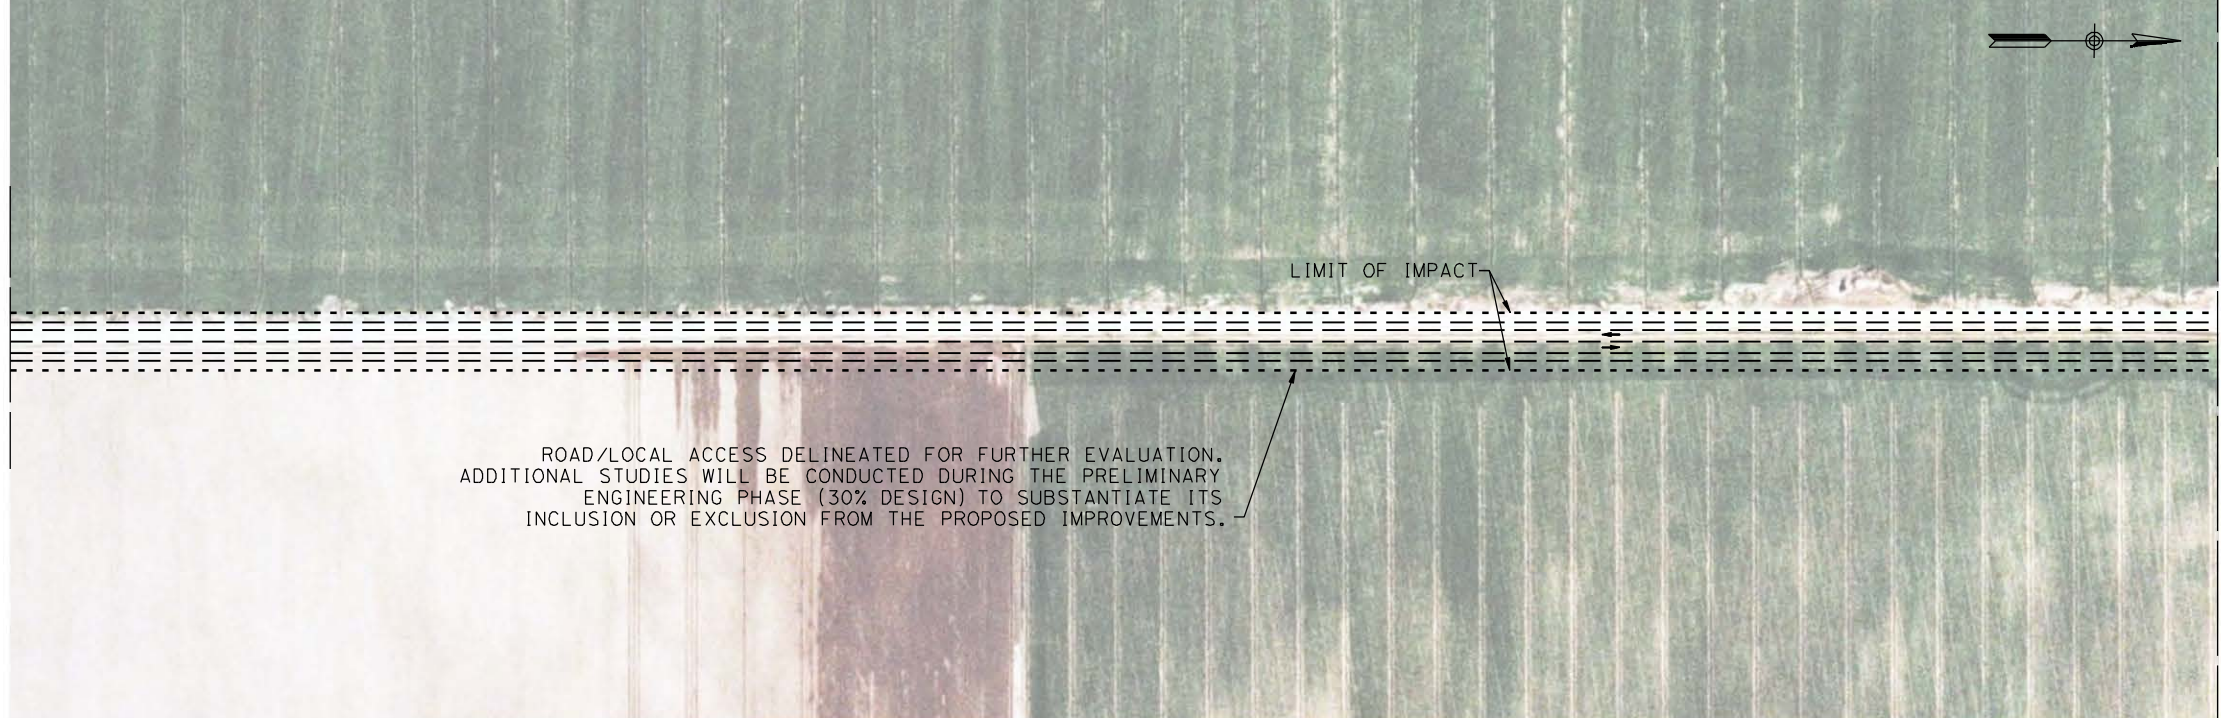 LIMIT OF IMPACT
ROAD/LOCAL ACCESS DELINEATED FOR FURTHER EVALUATION.
ADDITIONAL STUDIES WILL BE CONDUCTED DURING THE PRELIMINARY
ENGINEERING PHASE (30% DESIGN) TO SUBSTANTIATE ITS
INCLUSION OR EXCLUSION FROM THE PROPOSED IMPROVEMENTS.